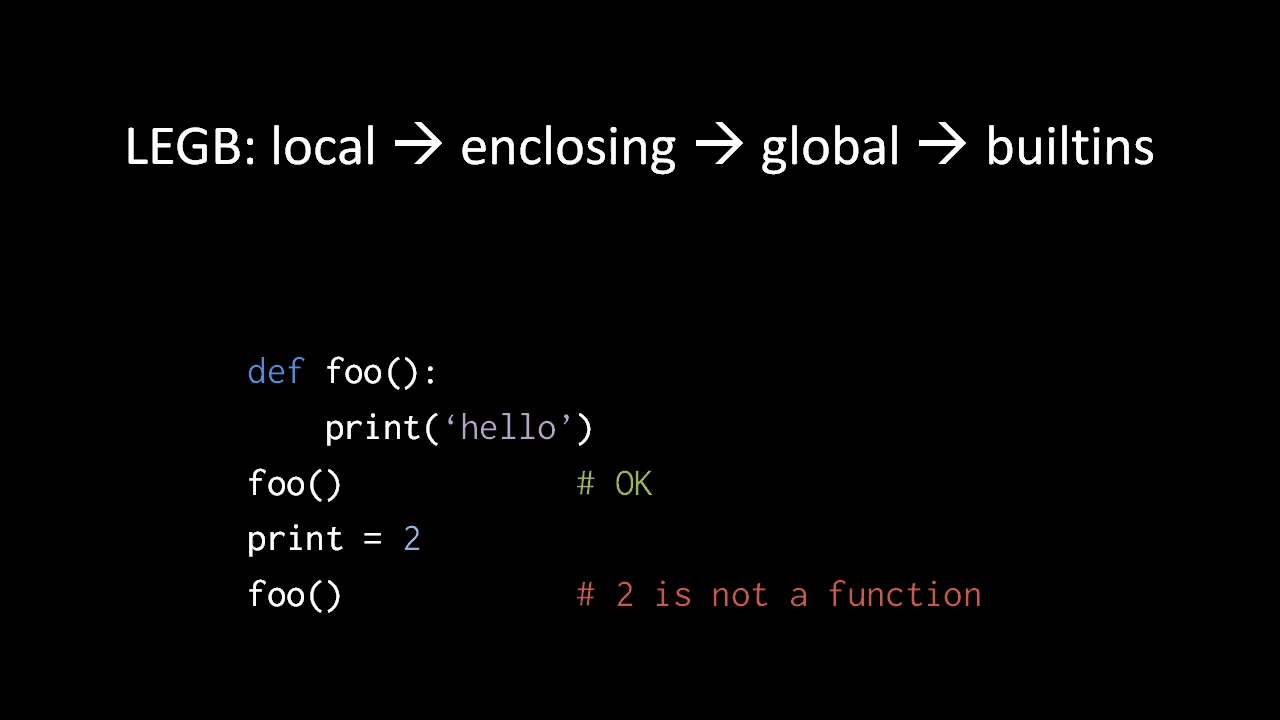 LEGB: local → enclosing → global → builtins
def foo():
    print(‘hello’)
foo()            # OK
print = 2
foo()            # 2 is not a function